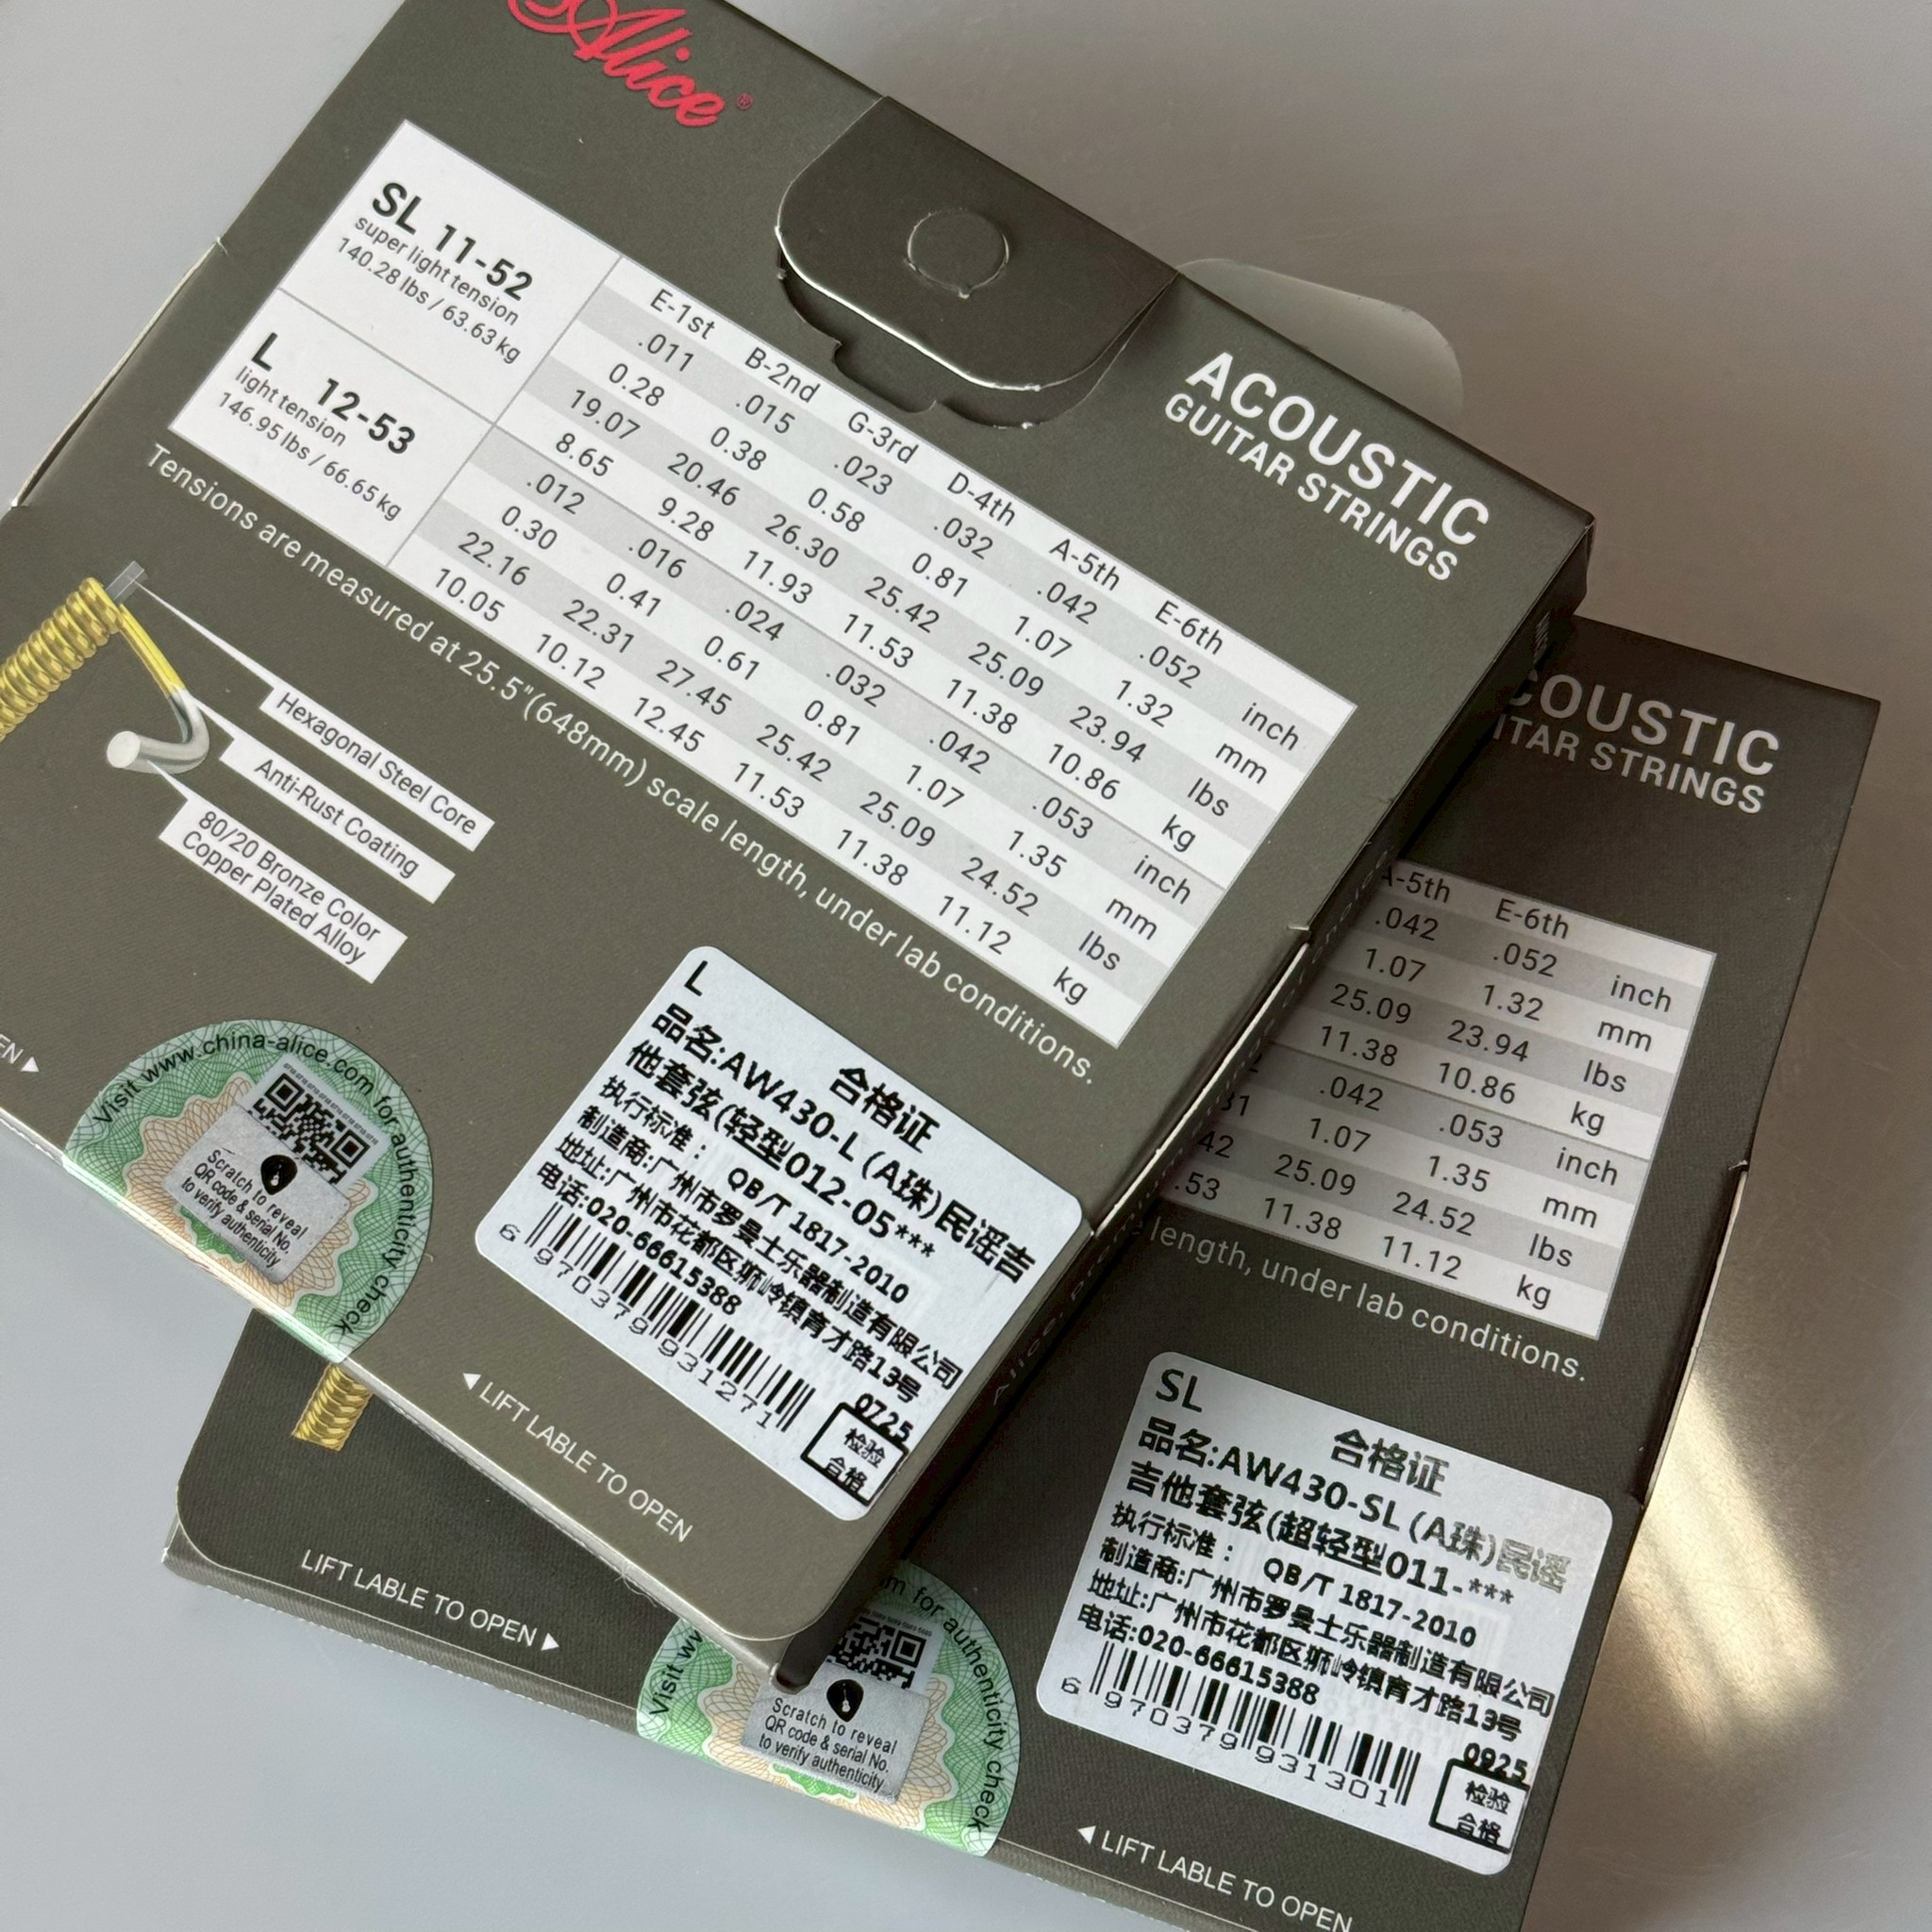 Alice®
ACOUSTIC
GUITAR STRINGS
SL 11-52
super light tension
140.28 lbs / 63.63 kg
L 12-53
light tension
146.95 lbs / 66.65 kg
E-1st B-2nd G-3rd D-4th A-5th E-6th
.011 .015 .023 .032 .042 .052 inch
0.28 0.38 0.58 0.81 1.07 1.32 mm
19.07 20.46 26.30 25.42 25.09 23.94 lbs
8.65 9.28 11.93 11.53 11.38 10.86 kg
.012 .016 .024 .032 .042 .053 inch
0.30 0.41 0.61 0.81 1.07 1.35 mm
22.16 22.31 27.45 25.42 25.09 24.52 lbs
10.05 10.12 12.45 11.53 11.38 11.12 kg
Tensions are measured at 25.5"(648mm) scale length, under lab conditions.
Hexagonal Steel Core
Anti-Rust Coating
80/20 Bronze Color
Copper Plated Alloy
EN ▶
Visit www.china-alice.com for authenticity check
Scratch to reveal
QR code & serial No.
to verify authenticity
L
合格证
品名:AW430-L (A珠)民谣吉
他套弦(轻型012-05***
执行标准： QB/T 1817-2010
制造商:广州市罗曼士乐器制造有限公司
地址:广州市花都区狮岭镇育才路13号
电话:020-66615388
0725
6970379931271
检验
合格
◀ LIFT LABLE TO OPEN
COUSTIC
ITAR STRINGS
A-5th E-6th
.042 .052 inch
1.07 1.32 mm
25.09 23.94 lbs
11.38 10.86 kg
.042 .053 inch
31 1.07 1.35 mm
42 25.09 24.52 lbs
.53 11.38 11.12 kg
length, under lab conditions.
LIFT LABLE TO OPEN ▶
Visit ww
m for authenticity check
Scratch to reveal
QR code & serial No.
to verify authenticity
SL
合格证
品名:AW430-SL (A珠)民谣
吉他套弦(超轻型011-***
执行标准： QB/T 1817-2010
制造商:广州市罗曼士乐器制造有限公司
地址:广州市花都区狮岭镇育才路13号
电话:020-66615388
0925
6970379931301
检验
合格
◀ LIFT LABLE TO OPEN